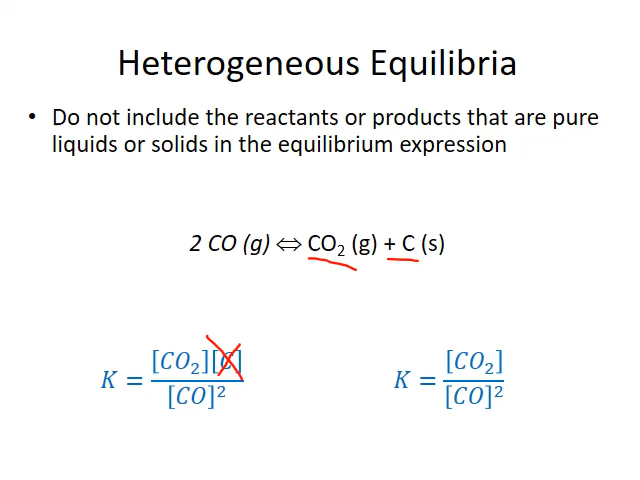 Heterogeneous Equilibria
• Do not include the reactants or products that are pure
liquids or solids in the equilibrium expression
2 CO (g) ⇔ CO₂ (g) + C (s)
K = [CO₂][C] / [CO]²
K = [CO₂] / [CO]²